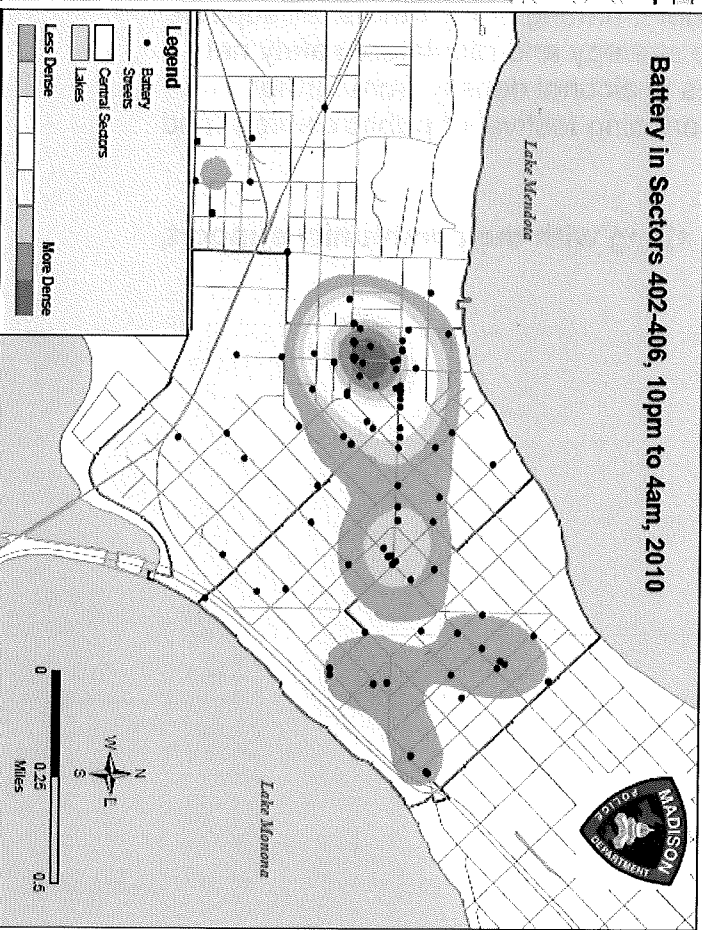 Battery in Sectors 402-406, 10pm to 4am, 2010
MADISON
POLICE
DEPARTMENT
Lake Mendota
Lake Monona
Legend
Battery
Streets
Central Sectors
Lakes
Less Dense
More Dense
N
W
E
S
0
0.25
0.5
Miles